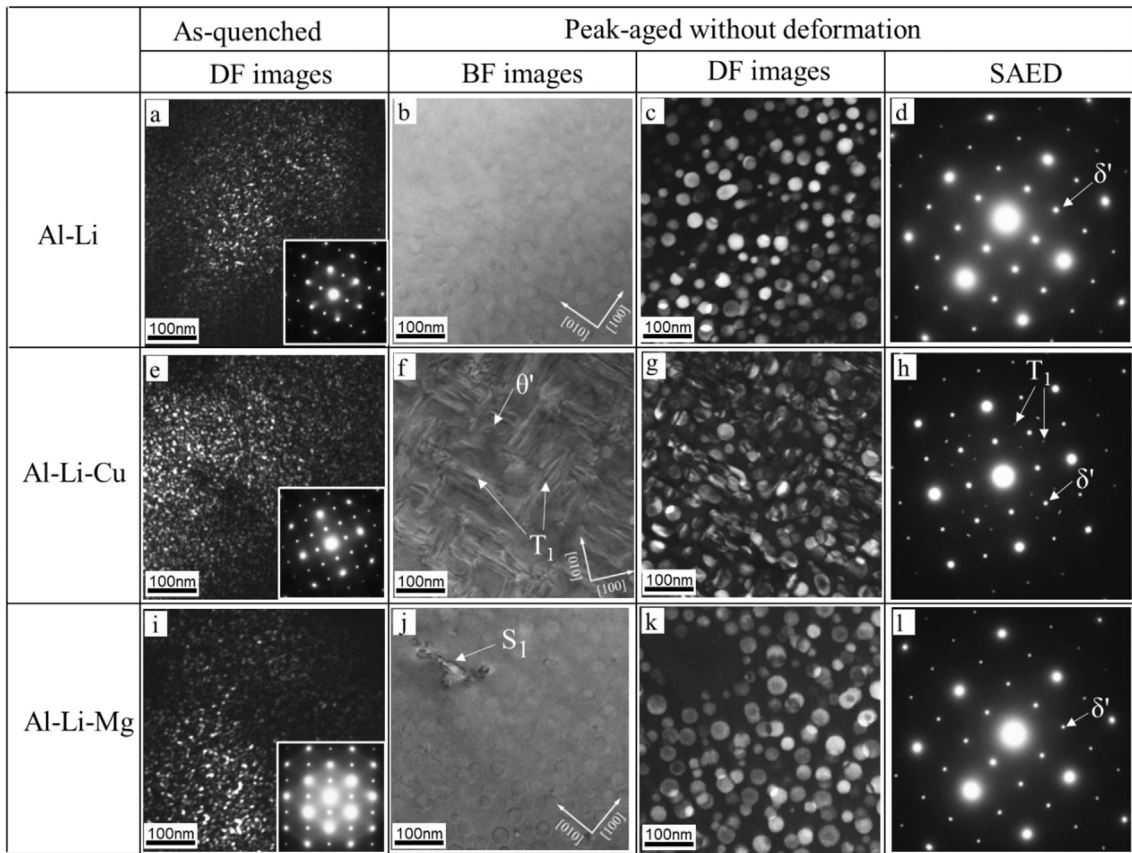 As-quenched Peak-aged without deformation
DF images BF images DF images SAED
Al-Li
a
100nm
b
[010] [100]
100nm
c
100nm
d
δ'
Al-Li-Cu
e
100nm
f
θ'
T1
[010]
[100]
100nm
g
100nm
h
T1
δ'
Al-Li-Mg
i
100nm
j
S1
[010] [100]
100nm
k
100nm
l
δ'